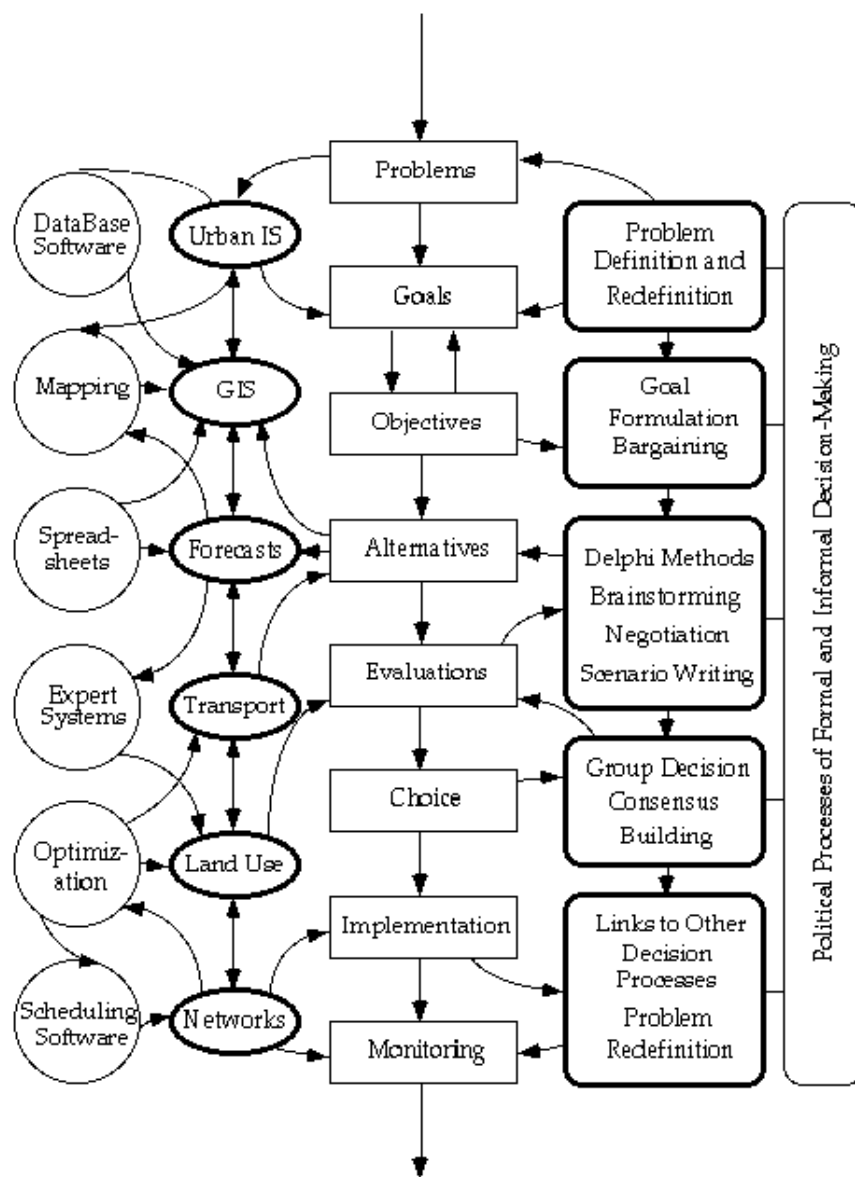 Problems
DataBase
Software
Urban IS
Problem
Definition and
Redefinition
Goals
Mapping
GIS
Objectives
Goal
Formulation
Bargaining
Spread-
sheets
Forecasts
Alternatives
Delphi Methods
Brainstorming
Negotiation
Scenario Writing
Expert
Systems
Transport
Evaluations
Group Decision
Consensus
Building
Choice
Optimiz-
ation
Land Use
Implementation
Links to Other
Decision
Processes
Problem
Redefinition
Scheduling
Software
Networks
Monitoring
Political Processes of Formal and Informal Decision-Making